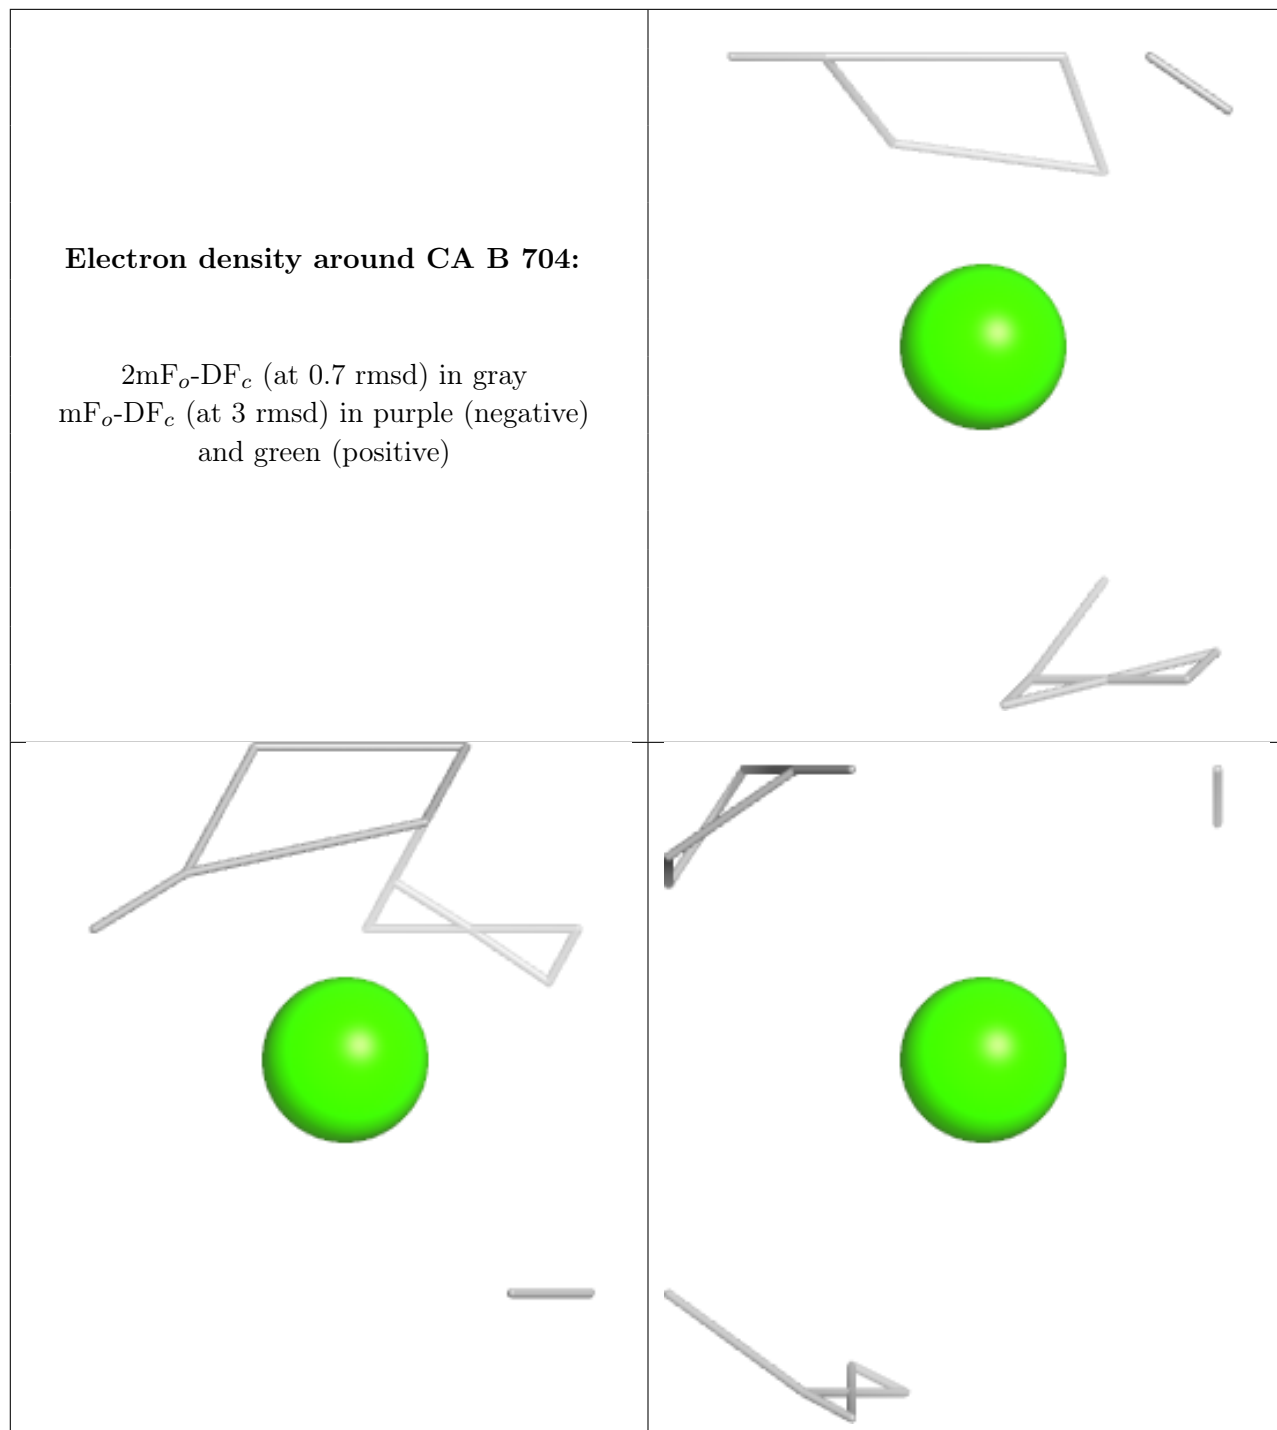 Electron density around CA B 704:
2mFo-DFc (at 0.7 rmsd) in gray
mFo-DFc (at 3 rmsd) in purple (negative)
and green (positive)